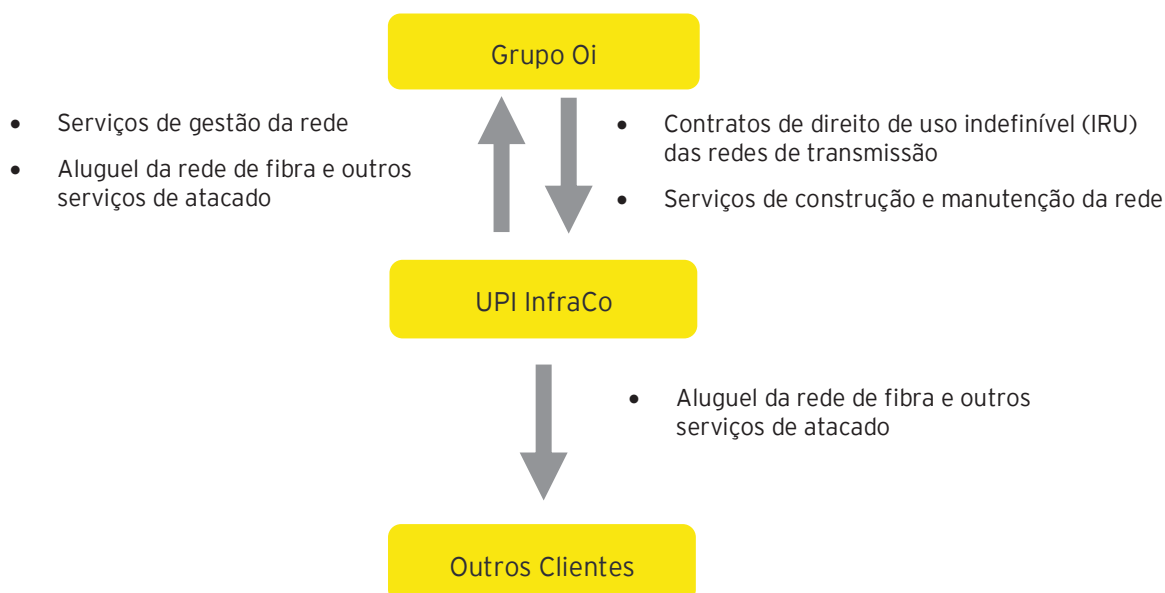 Grupo Oi
• Serviços de gestão da rede
• Aluguel da rede de fibra e outros
serviços de atacado
• Contratos de direito de uso indefinível (IRU)
das redes de transmissão
• Serviços de construção e manutenção da rede
UPI InfraCo
• Aluguel da rede de fibra e outros
serviços de atacado
Outros Clientes